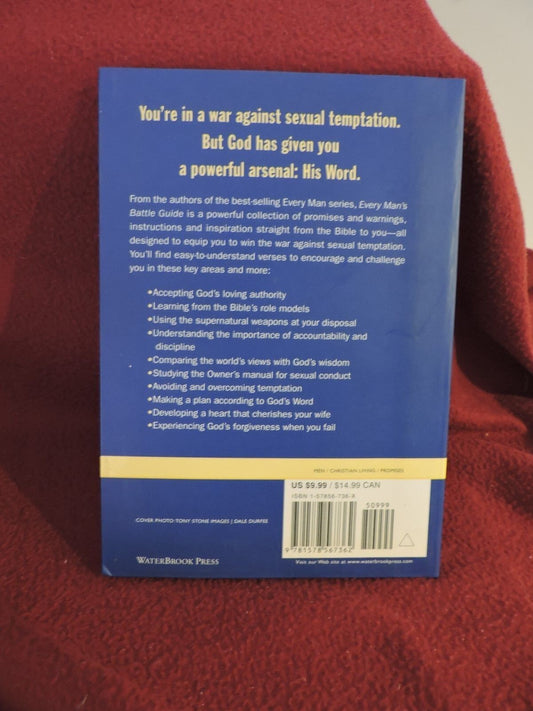 You're in a war against sexual temptation.
But God has given you
a powerful arsenal: His Word.
From the authors of the best-selling Every Man series, Every Man's
Battle Guide is a powerful collection of promises and warnings,
instructions and inspiration straight from the Bible to you—all
designed to equip you to win the war against sexual temptation.
You'll find easy-to-understand verses to encourage and challenge
you in these key areas and more:
•Accepting God's loving authority
•Learning from the Bible's role models
•Using the supernatural weapons at your disposal
•Understanding the importance of accountability and
discipline
•Comparing the world's views with God's wisdom
•Studying the Owner's manual for sexual conduct
•Avoiding and overcoming temptation
•Making a plan according to God's Word
•Developing a heart that cherishes your wife
•Experiencing God's forgiveness when you fail
MEN / CHRISTIAN LIVING / PROMISES
US $9.99 / $14.99 CAN
ISBN 1-57856-736-X
50999
9 781578 567362
COVER PHOTO: TONY STONE IMAGES / DALE DURFEE
WATERBROOK PRESS
Visit our Web site at www.waterbrookpress.com